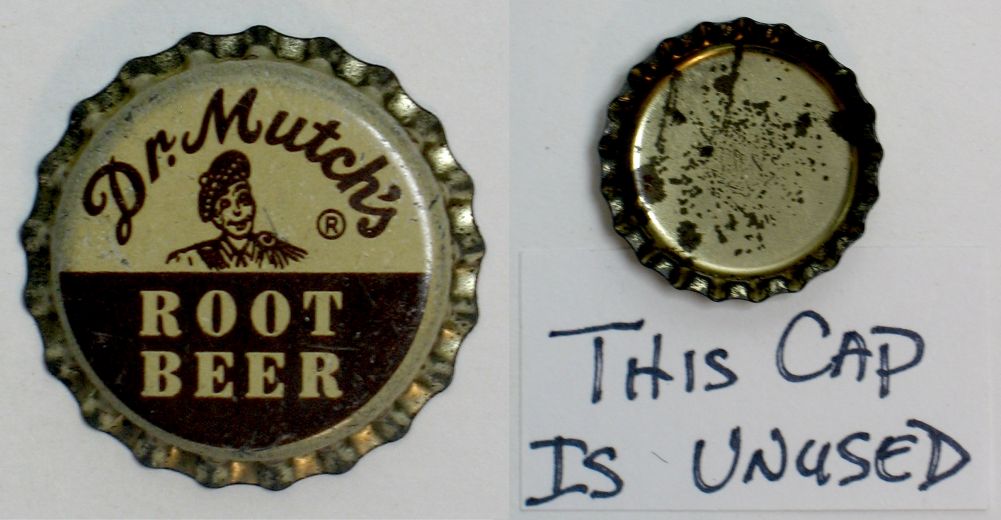 Dr. Mutch's
®
ROOT
BEER
THIS CAP
IS UNUSED